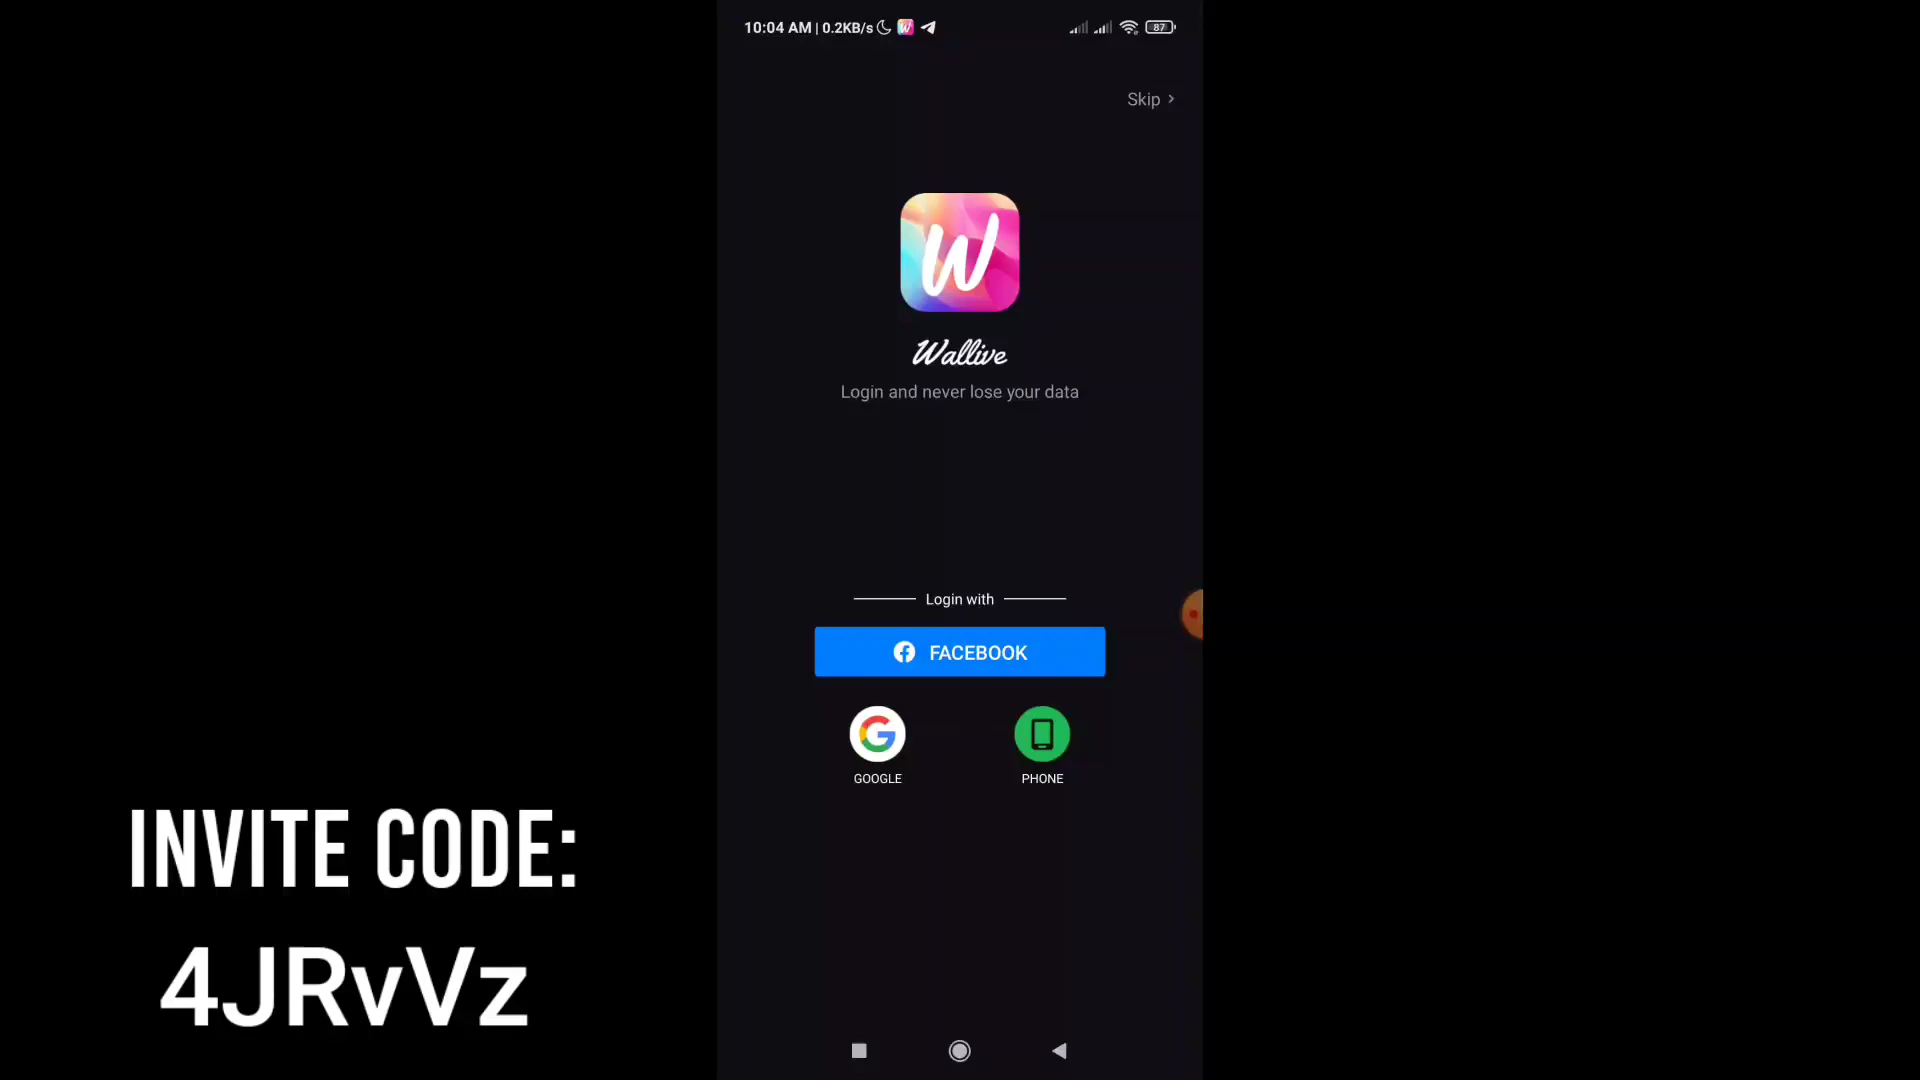 10:04 AM | 0.2KB/s
87
Skip >
W
Wallive
Login and never lose your data
Login with
FACEBOOK
GOOGLE
PHONE
INVITE CODE:
4JRvVz